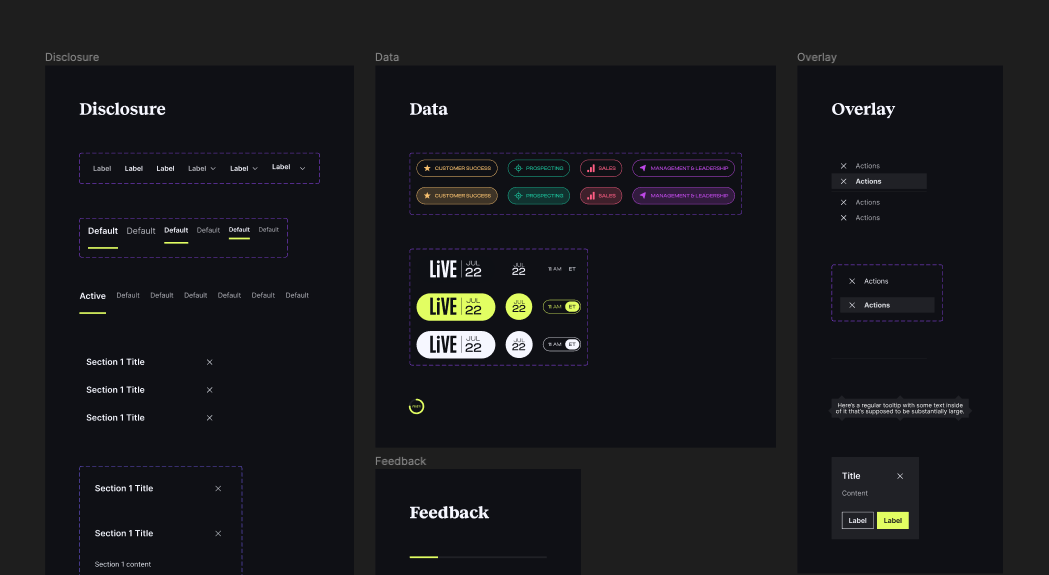 Disclosure
Disclosure
Label Label Label Label Label Label
Default Default Default Default Default Default
Active Default Default Default Default Default Default
Section 1 Title
Section 1 Title
Section 1 Title
Section 1 Title
Section 1 Title
Section 1 content
Data
Data
CUSTOMER SUCCESS PROSPECTING SALES MANAGEMENT & LEADERSHIP
CUSTOMER SUCCESS PROSPECTING SALES MANAGEMENT & LEADERSHIP
LiVE JUL 22 JUL 22 11 AM ET
LiVE JUL 22 JUL 22 11 AM ET
LiVE JUL 22 JUL 22 11 AM ET
Feedback
Feedback
Overlay
Overlay
Actions
Actions
Actions
Actions
Actions
Actions
Here's a regular tooltip with some text inside
of it that's supposed to be substantially large.
Title
Content
Label Label